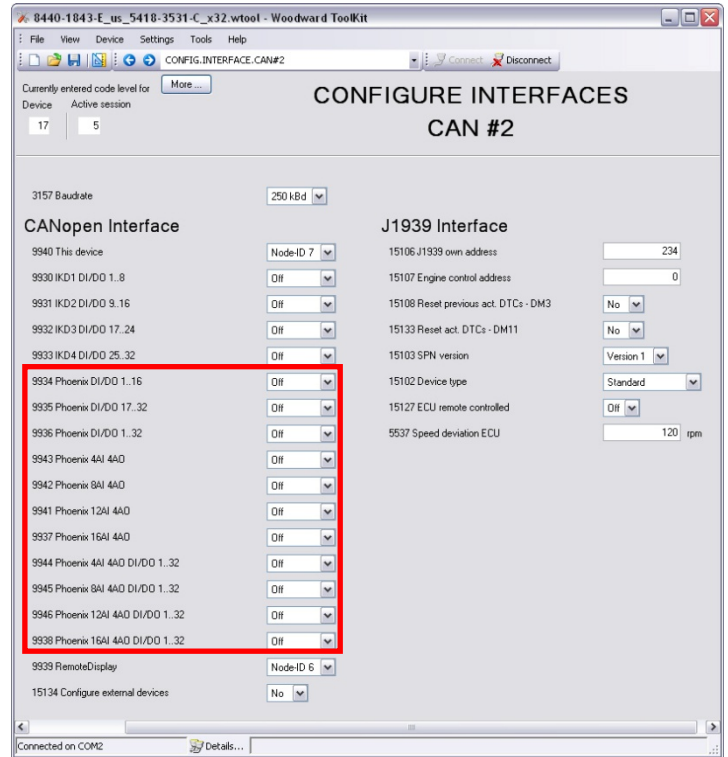 8440-1843-E_us_5418-3531-C_x32.wtool - Woodward ToolKit
File View Device Settings Tools Help
CONFIG.INTERFACE.CAN#2 Connect Disconnect
Currently entered code level for More ...
Device Active session
17 5
CONFIGURE INTERFACES
CAN #2
3157 Baudrate 250 kBd
CANopen Interface
9940 This device Node-ID 7
9930 IKD1 DI/DO 1..8 Off
9931 IKD2 DI/DO 9..16 Off
9932 IKD3 DI/DO 17..24 Off
9933 IKD4 DI/DO 25..32 Off
9934 Phoenix DI/DO 1..16 Off
9935 Phoenix DI/DO 17..32 Off
9936 Phoenix DI/DO 1..32 Off
9943 Phoenix 4AI 4AO Off
9942 Phoenix 8AI 4AO Off
9941 Phoenix 12AI 4AO Off
9937 Phoenix 16AI 4AO Off
9944 Phoenix 4AI 4AO DI/DO 1..32 Off
9945 Phoenix 8AI 4AO DI/DO 1..32 Off
9946 Phoenix 12AI 4AO DI/DO 1..32 Off
9938 Phoenix 16AI 4AO DI/DO 1..32 Off
9939 RemoteDisplay Node-ID 6
15134 Configure external devices No
J1939 Interface
15106 J1939 own address 234
15107 Engine control address 0
15108 Reset previous act. DTCs - DM3 No
15133 Reset act. DTCs - DM11 No
15103 SPN version Version 1
15102 Device type Standard
15127 ECU remote controlled Off
5537 Speed deviation ECU 120 rpm
Connected on COM2 Details...